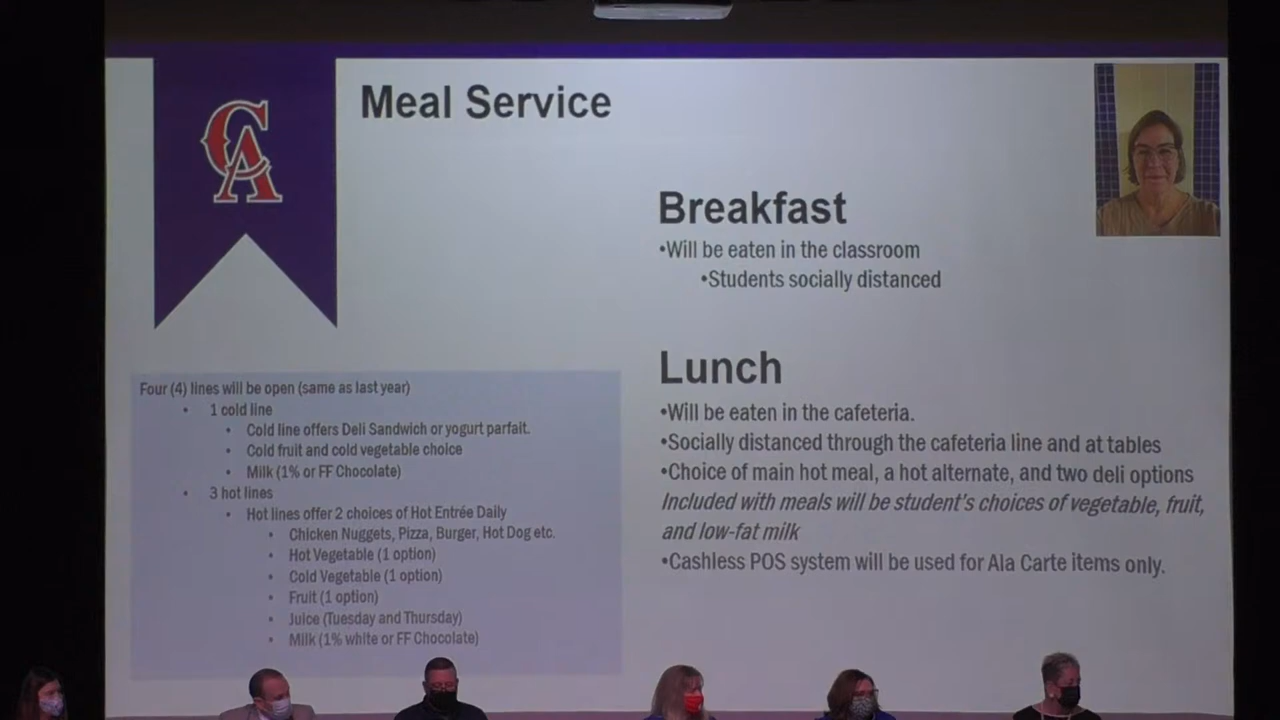 CA
Meal Service
Breakfast
•Will be eaten in the classroom
•Students socially distanced
Lunch
•Will be eaten in the cafeteria.
•Socially distanced through the cafeteria line and at tables
•Choice of main hot meal, a hot alternate, and two deli options
Included with meals will be student's choices of vegetable, fruit,
and low-fat milk
•Cashless POS system will be used for Ala Carte items only.
Four (4) lines will be open (same as last year)
• 1 cold line
• Cold line offers Deli Sandwich or yogurt parfait.
• Cold fruit and cold vegetable choice
• Milk (1% or FF Chocolate)
• 3 hot lines
• Hot lines offer 2 choices of Hot Entrée Daily
• Chicken Nuggets, Pizza, Burger, Hot Dog etc.
• Hot Vegetable (1 option)
• Cold Vegetable (1 option)
• Fruit (1 option)
• Juice (Tuesday and Thursday)
• Milk (1% white or FF Chocolate)